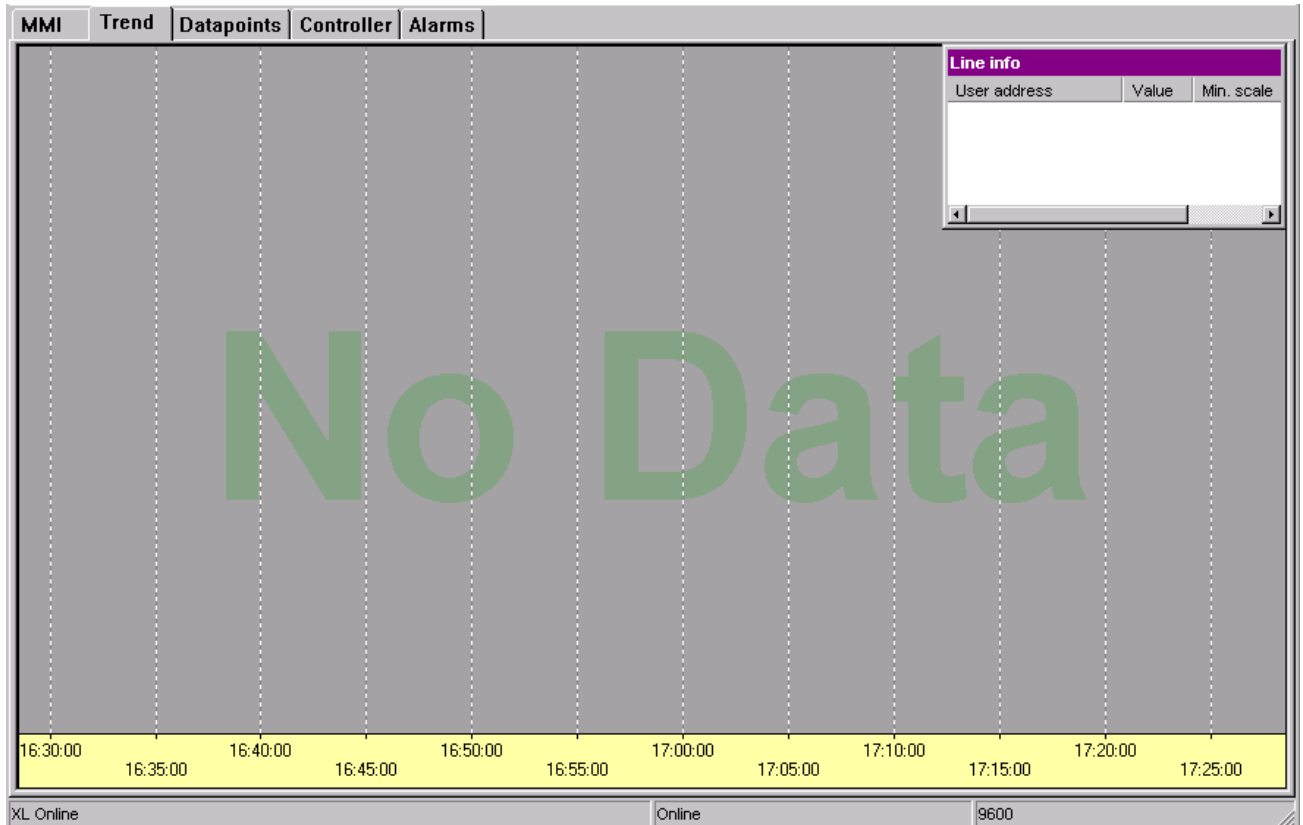 MMI Trend Datapoints Controller Alarms
Line info
User address Value Min. scale
No Data
16:30:00 16:40:00 16:50:00 17:00:00 17:10:00 17:20:00
16:35:00 16:45:00 16:55:00 17:05:00 17:15:00 17:25:00
XL Online Online 9600